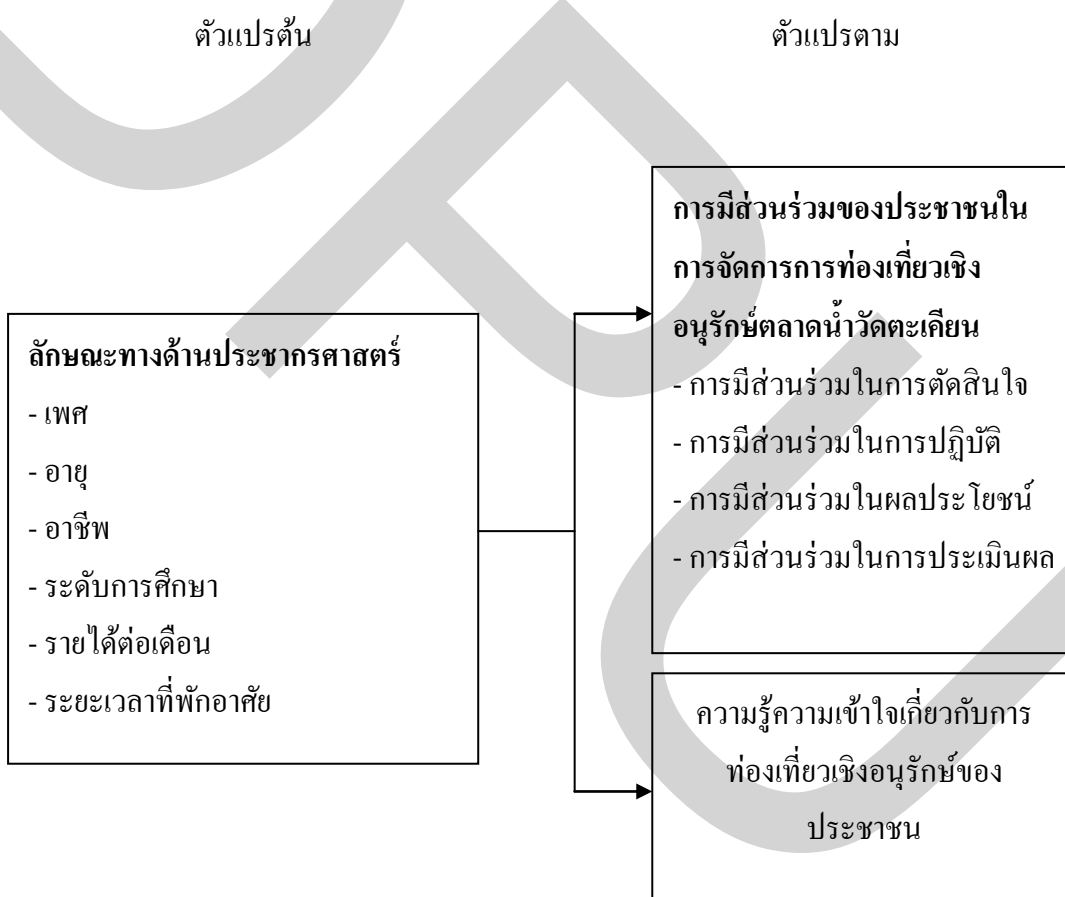 ตัวแปรต้น
ตัวแปรตาม
ลักษณะทางด้านประชากรศาสตร์
- เพศ
- อายุ
- อาชีพ
- ระดับการศึกษา
- รายได้ต่อเดือน
- ระยะเวลาที่พักอาศัย
การมีส่วนร่วมของประชาชนใน
การจัดการการท่องเที่ยวเชิง
อนุรักษ์ตลาดน้ำวัดตะเคียน
- การมีส่วนร่วมในการตัดสินใจ
- การมีส่วนร่วมในการปฏิบัติ
- การมีส่วนร่วมในผลประโยชน์
- การมีส่วนร่วมในการประเมินผล
ความรู้ความเข้าใจเกี่ยวกับการ
ท่องเที่ยวเชิงอนุรักษ์ของ
ประชาชน